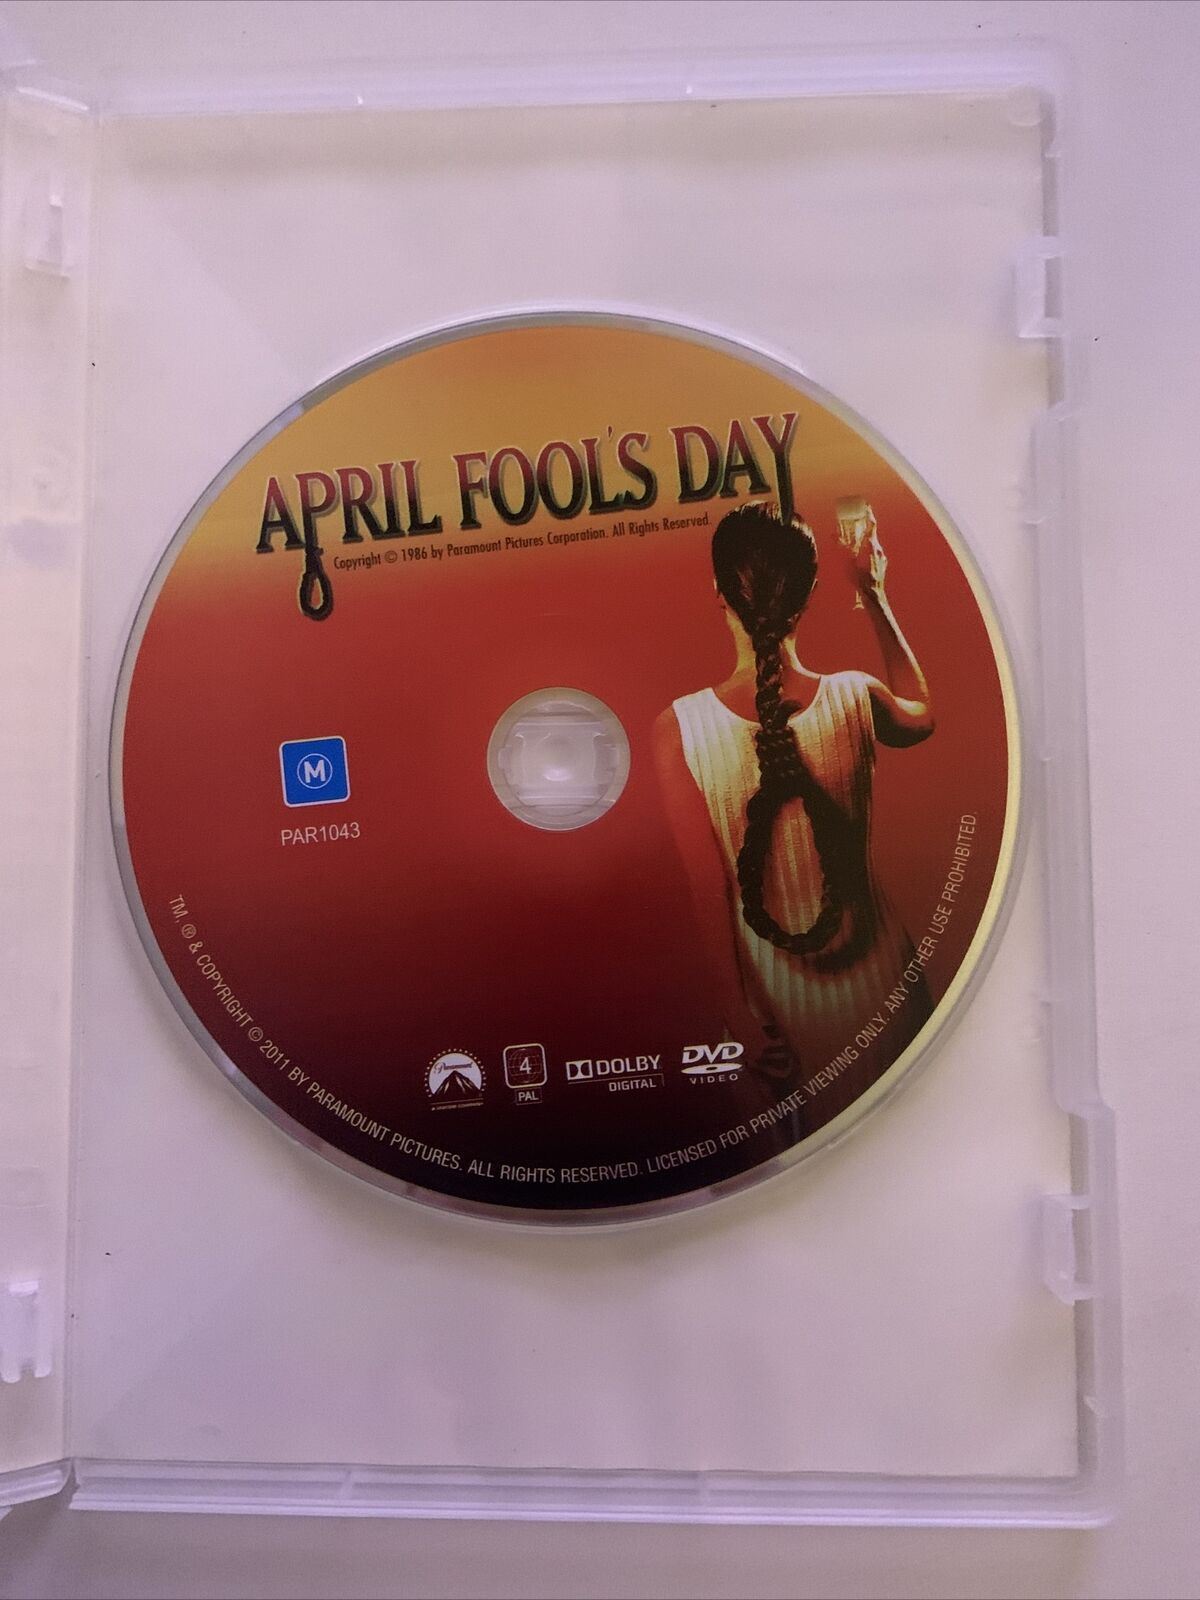 APRIL FOOL'S DAY
Copyright © 1986 by Paramount Pictures Corporation. All Rights Reserved.
M
PAR1043
Paramount
4
PAL
DOLBY
DIGITAL
DVD
VIDEO
TM, ® & COPYRIGHT © 2011 BY PARAMOUNT PICTURES. ALL RIGHTS RESERVED. LICENSED FOR PRIVATE VIEWING ONLY. ANY OTHER USE PROHIBITED.